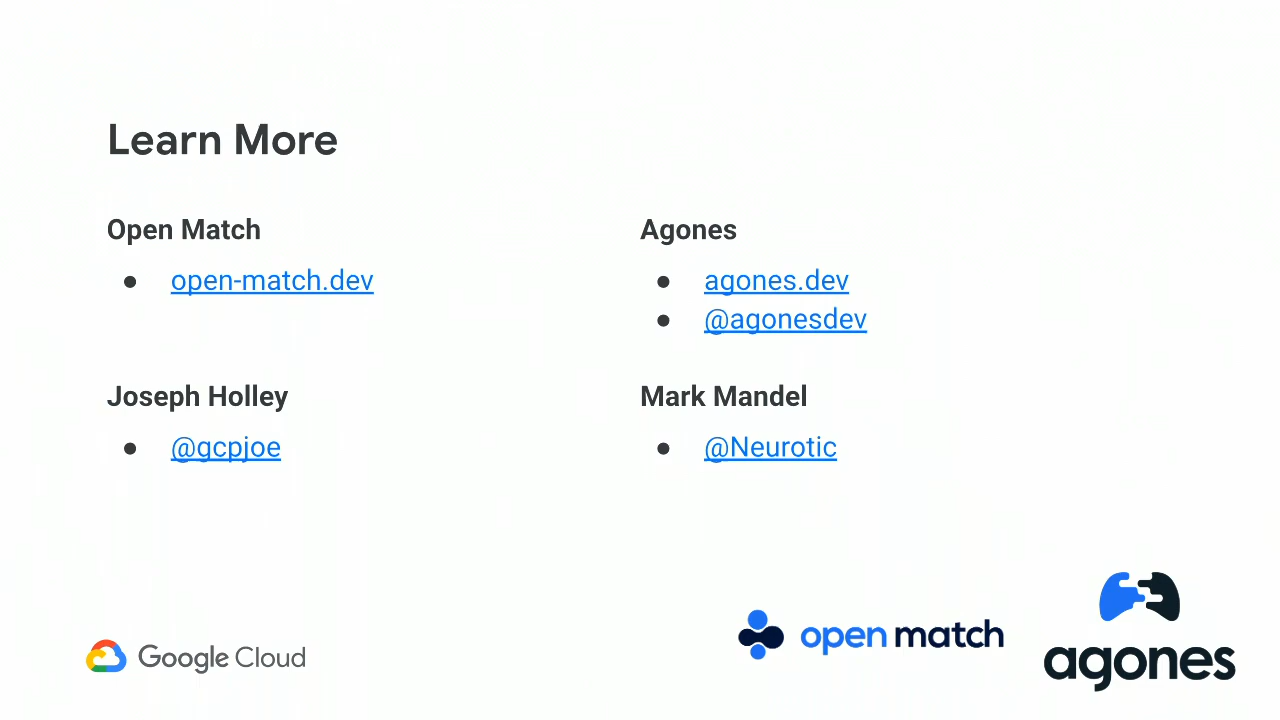 Learn More
Open Match
● open-match.dev
Agones
● agones.dev
● @agonesdev
Joseph Holley
● @gcpjoe
Mark Mandel
● @Neurotic
Google Cloud
open match
agones